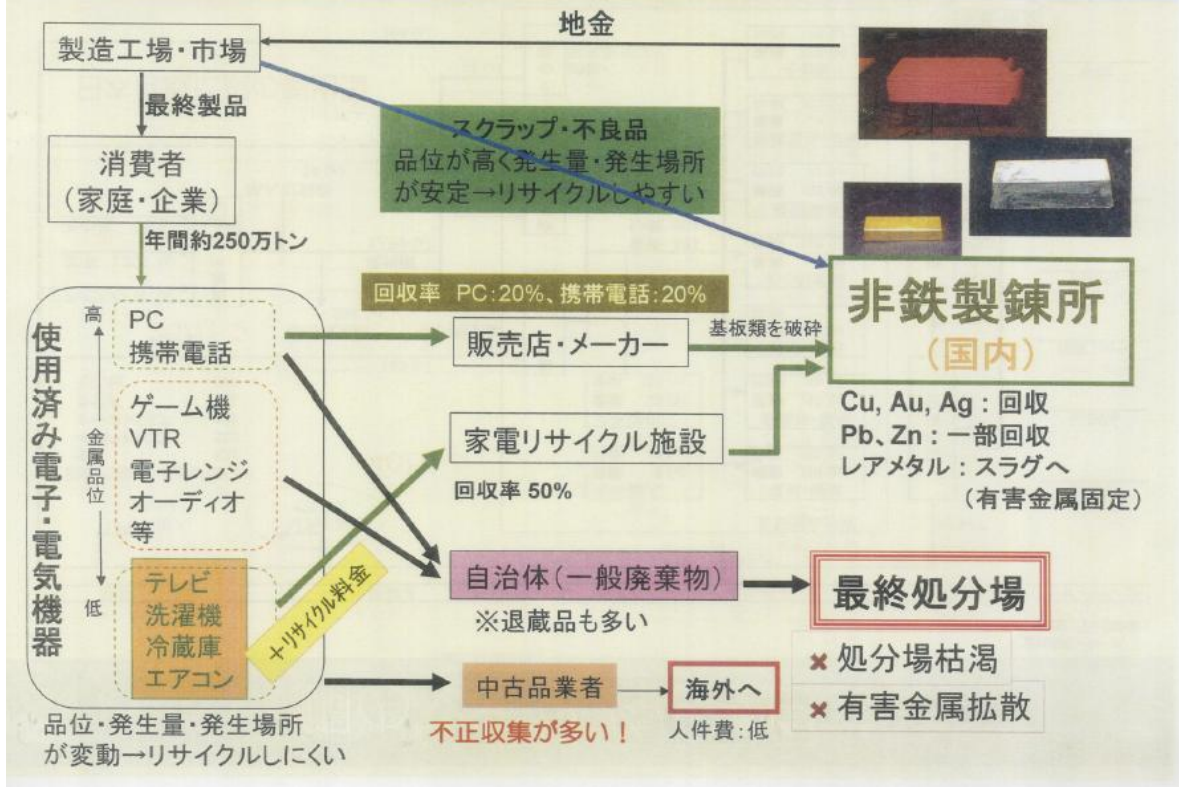 地金
製造工場・市場
最終製品
スクラップ・不良品
品位が高く発生量・発生場所
が安定→リサイクルしやすい
消費者
(家庭・企業)
年間約250万トン
回収率 PC:20%、携帯電話:20%
非鉄製錬所
(国内)
使用済み電子・電気機器
高
金属品位
低
PC
携帯電話
販売店・メーカー
基板類を破砕
ゲーム機
VTR
電子レンジ
オーディオ
等
家電リサイクル施設
回収率 50%
Cu, Au, Ag : 回収
Pb、Zn : 一部回収
レアメタル : スラグへ
(有害金属固定)
テレビ
洗濯機
冷蔵庫
エアコン
+リサイクル料金
自治体(一般廃棄物)
※退蔵品も多い
最終処分場
× 処分場枯渇
× 有害金属拡散
中古品業者
不正収集が多い!
海外へ
人件費:低
品位・発生量・発生場所
が変動→リサイクルしにくい